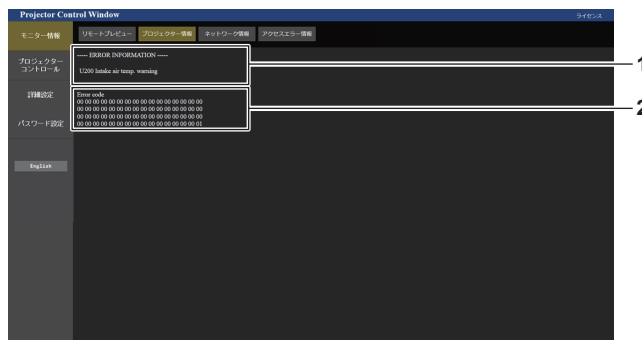 Projector Control Window
ライセンス
モニター情報
リモートプレビュー
プロジェクター情報
ネットワーク情報
アクセスエラー情報
----- ERROR INFORMATION -----
U200 Intake air temp. warning
1
プロジェクター
コントロール
詳細設定
Error code
00 00 00 00 00 00 00 00 00 00 00 00 00 00 00 00
00 00 00 00 00 00 00 00 00 00 00 00 00 00 00 00
00 00 00 00 00 00 00 00 00 00 00 00 00 00 00 00
00 00 00 00 00 00 00 00 00 00 00 00 00 00 00 01
2
パスワード設定
English